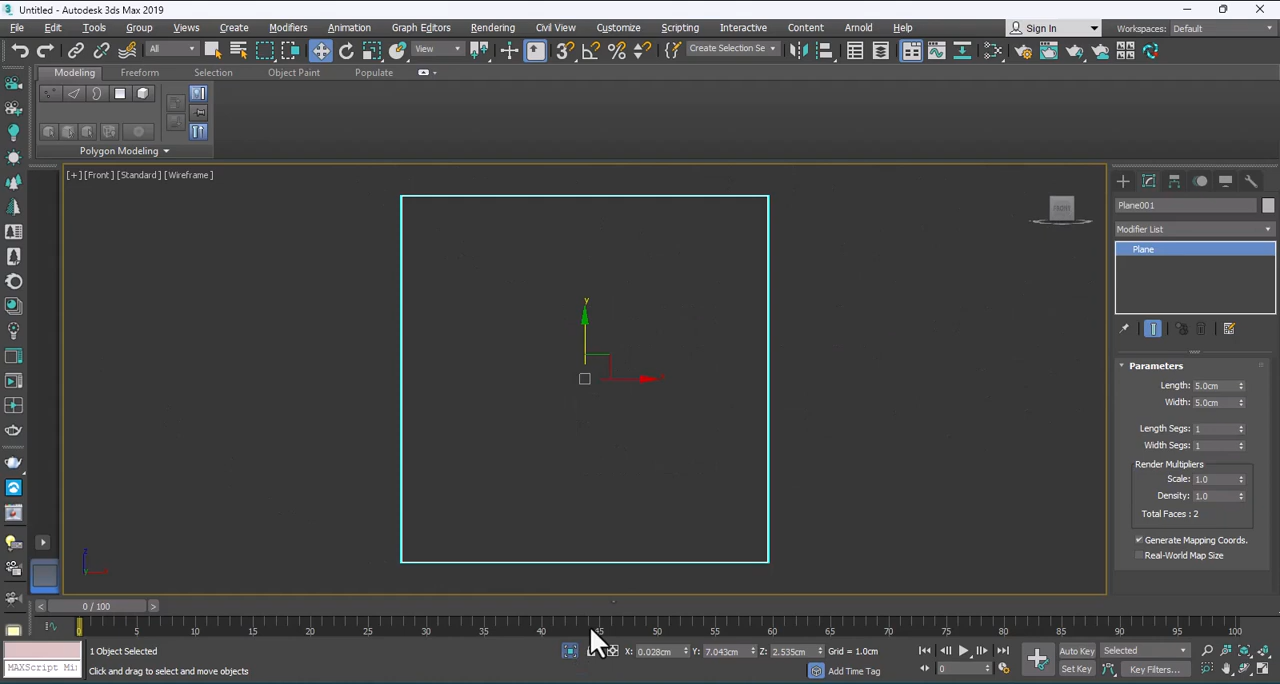 Untitled - Autodesk 3ds Max 2019
File Edit Tools Group Views Create Modifiers Animation Graph Editors Rendering Civil View Customize Scripting Interactive Content Arnold Help Sign In Workspaces: Default
All View Create Selection Se
Modeling Freeform Selection Object Paint Populate
Polygon Modeling
[+] [Front] [Standard] [Wireframe]
FRONT
Plane001
Modifier List
Plane
y
Parameters
Length: 5.0cm
Width: 5.0cm
Length Segs: 1
Width Segs: 1
Render Multipliers
Scale: 1.0
Density: 1.0
Total Faces : 2
Generate Mapping Coords.
Real-World Map Size
0 / 100
0 5 10 15 20 25 30 35 40 45 50 55 60 65 70 75 80 85 90 95 100
1 Object Selected X: 0.028cm Y: 7.043cm Z: 2.535cm Grid = 1.0cm Auto Key Selected
MAXScript Mi Click and drag to select and move objects Add Time Tag 0 Set Key Key Filters...